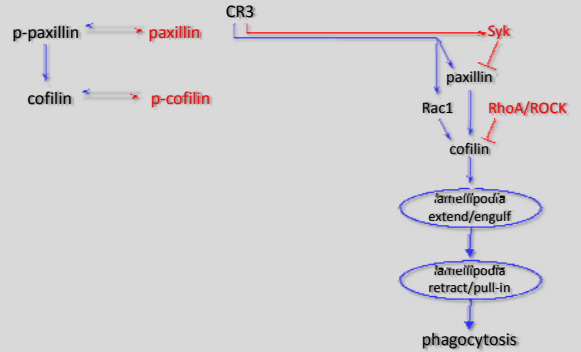 CR3
p-paxillin
paxillin
Syk
paxillin
cofilin
p-cofilin
Rac1
RhoA/ROCK
cofilin
lamellipodia
extend/engulf
lamellipodia
retract/pull-in
phagocytosis